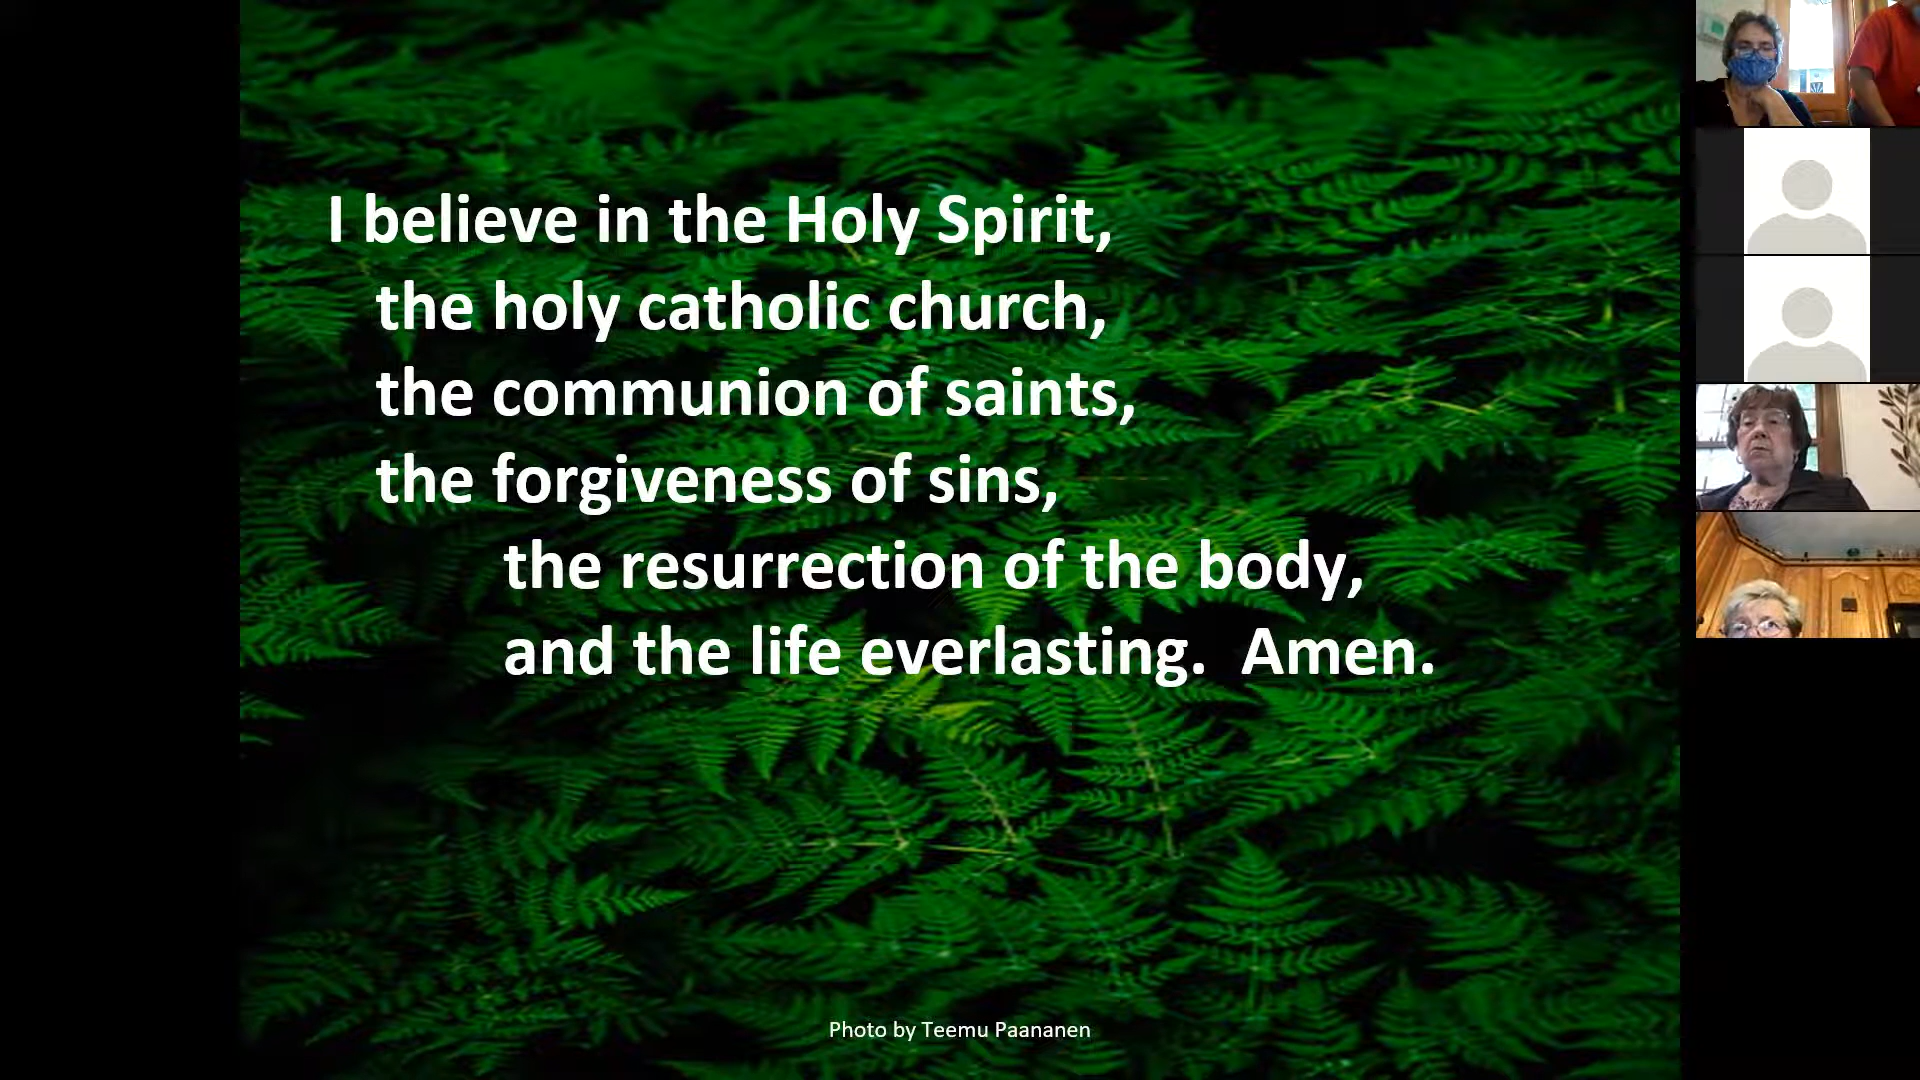 I believe in the Holy Spirit,
the holy catholic church,
the communion of saints,
the forgiveness of sins,
the resurrection of the body,
and the life everlasting.  Amen.
Photo by Teemu Paananen